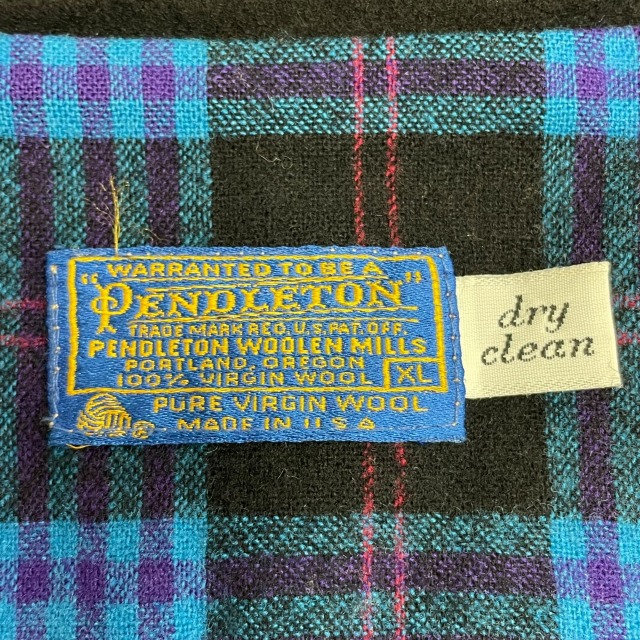 WARRANTED TO BE A
"PENDLETON"
TRADE MARK REG. U.S. PAT. OFF.
PENDLETON WOOLEN MILLS
PORTLAND, OREGON
100% VIRGIN WOOL XL
PURE VIRGIN WOOL
MADE IN U S A
dry
clean